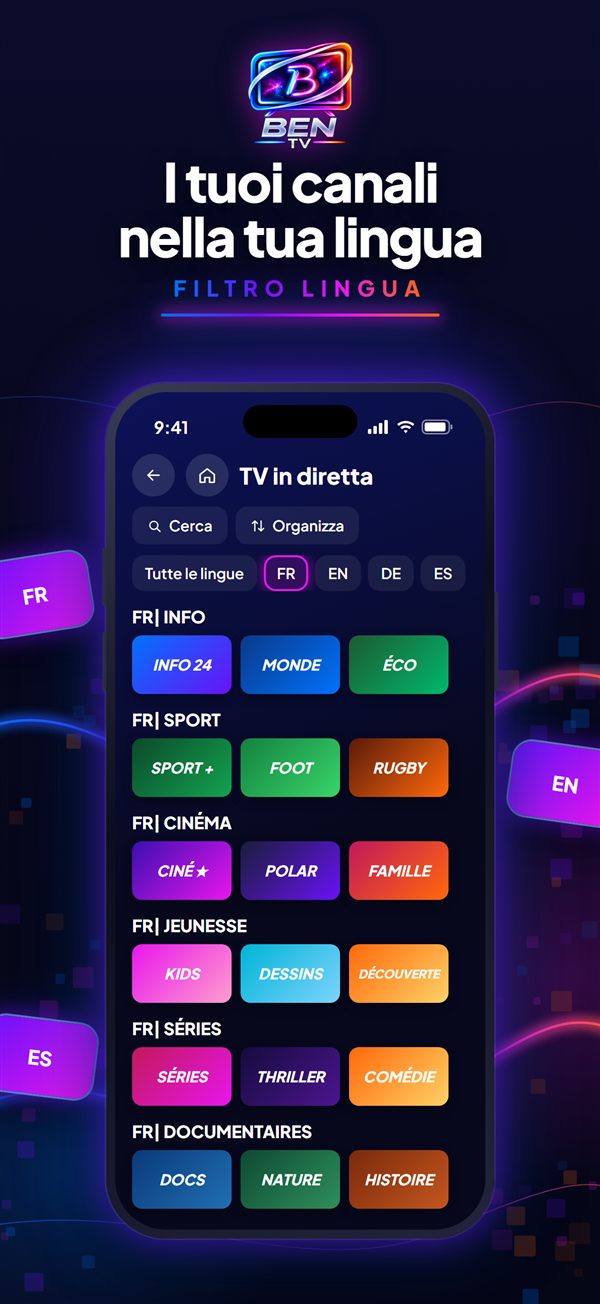 B
BEN
TV
I tuoi canali
nella tua lingua
FILTRO LINGUA
9:41
TV in diretta
Cerca
Organizza
Tutte le lingue
FR
EN
DE
ES
FR| INFO
INFO 24
MONDE
ÉCO
FR| SPORT
SPORT +
FOOT
RUGBY
FR| CINÉMA
CINÉ★
POLAR
FAMILLE
FR| JEUNESSE
KIDS
DESSINS
DÉCOUVERTE
FR| SÉRIES
SÉRIES
THRILLER
COMÉDIE
FR| DOCUMENTAIRES
DOCS
NATURE
HISTOIRE
FR
EN
ES